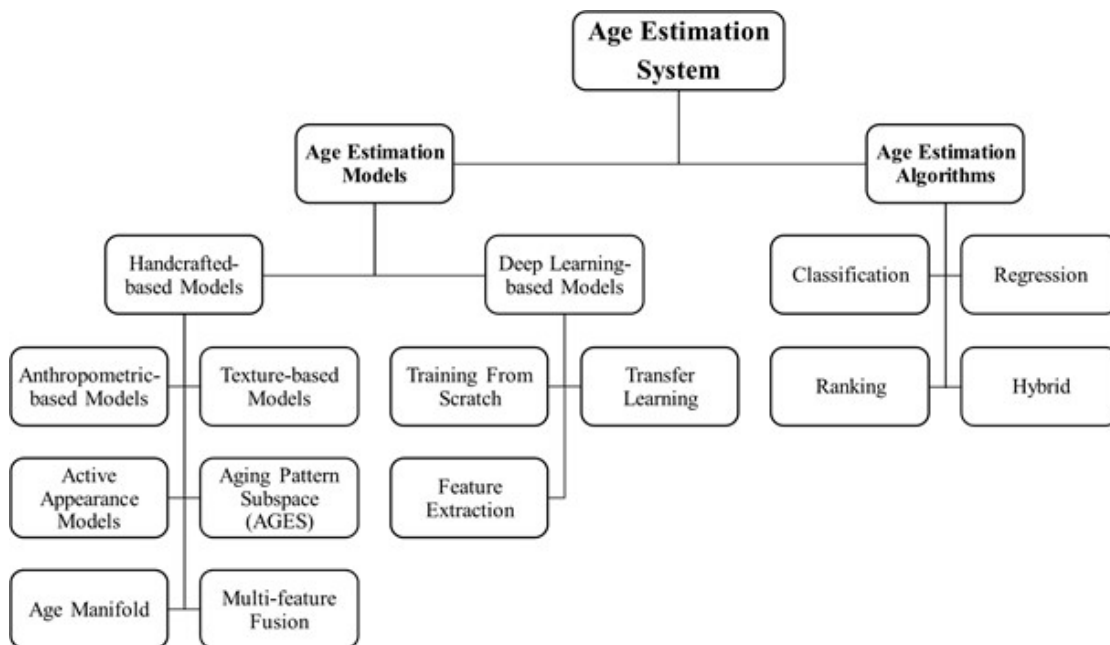 Age Estimation
System
Age Estimation
Models
Age Estimation
Algorithms
Handcrafted-
based Models
Deep Learning-
based Models
Classification
Regression
Anthropometric-
based Models
Texture-based
Models
Training From
Scratch
Transfer
Learning
Ranking
Hybrid
Active
Appearance
Models
Aging Pattern
Subspace
(AGES)
Feature
Extraction
Age Manifold
Multi-feature
Fusion